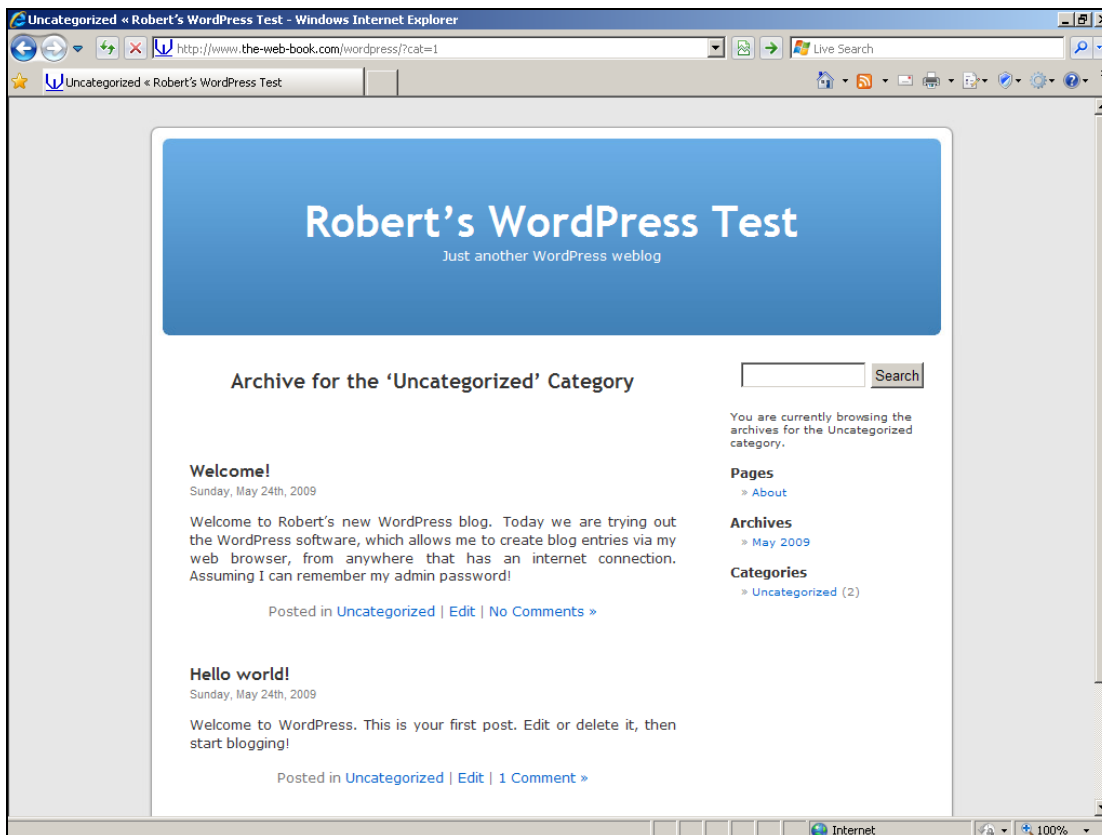 Uncategorized « Robert's WordPress Test - Windows Internet Explorer
http://www.the-web-book.com/wordpress/?cat=1
Live Search
Uncategorized « Robert's WordPress Test
Robert's WordPress Test
Just another WordPress weblog
Archive for the ‘Uncategorized’ Category
Search
You are currently browsing the
archives for the Uncategorized
category.
Pages
» About
Archives
» May 2009
Categories
» Uncategorized (2)
Welcome!
Sunday, May 24th, 2009
Welcome to Robert's new WordPress blog. Today we are trying out
the WordPress software, which allows me to create blog entries via my
web browser, from anywhere that has an internet connection.
Assuming I can remember my admin password!
Posted in Uncategorized | Edit | No Comments »
Hello world!
Sunday, May 24th, 2009
Welcome to WordPress. This is your first post. Edit or delete it, then
start blogging!
Posted in Uncategorized | Edit | 1 Comment »
Internet
100%